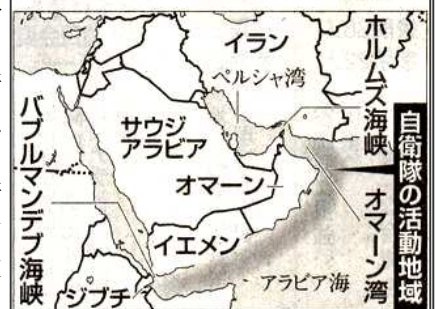 自衛隊の活動地域
ホルムズ海峡
オマーン湾
イラン
ペルシャ湾
サウジ
アラビア
オマーン
イエメン
アラビア海
ジブチ
バブルマンデブ海峡